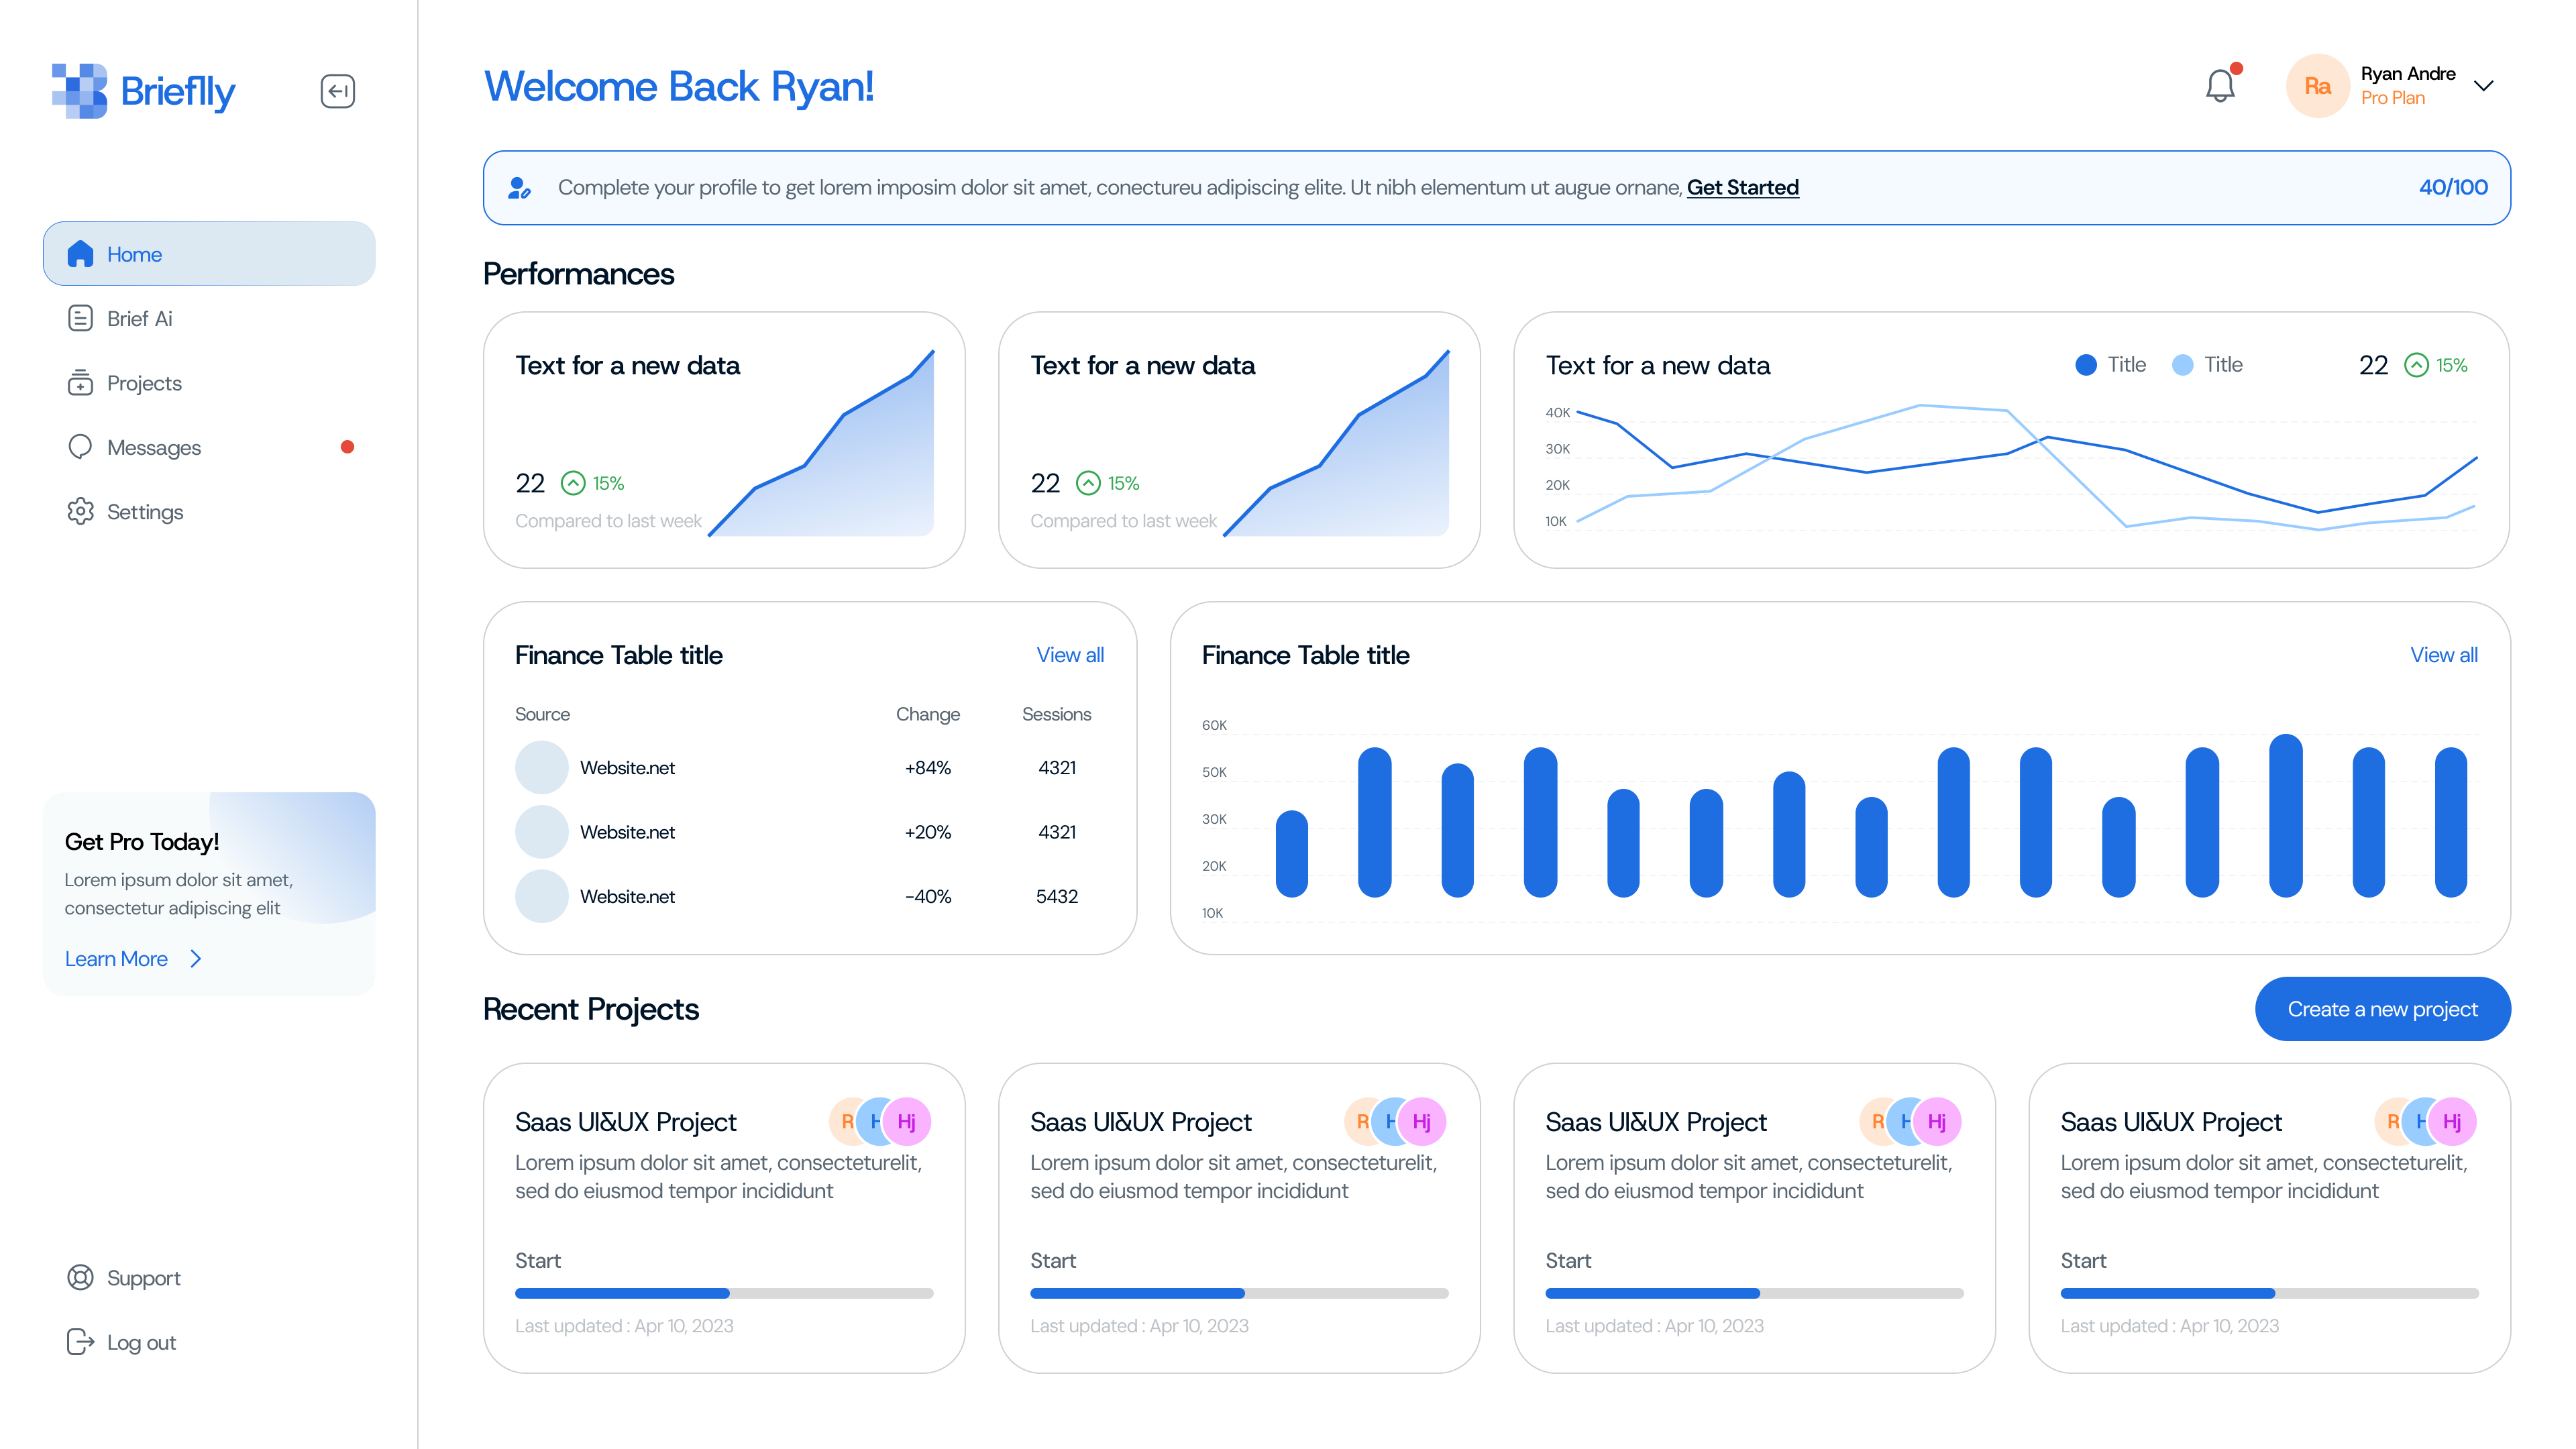 Brieflly
Home
Brief Ai
Projects
Messages
Settings
Get Pro Today!
Lorem ipsum dolor sit amet,
consectetur adipiscing elit
Learn More
Support
Log out
Welcome Back Ryan!
Ra
Ryan Andre
Pro Plan
Complete your profile to get lorem imposim dolor sit amet, conectureu adipiscing elite. Ut nibh elementum ut augue ornane, Get Started
40/100
Performances
Text for a new data
22 15%
Compared to last week
Text for a new data
22 15%
Compared to last week
Text for a new data
Title Title
22 15%
40K
30K
20K
10K
Finance Table title
View all
Source Change Sessions
Website.net +84% 4321
Website.net +20% 4321
Website.net -40% 5432
Finance Table title
View all
60K
50K
30K
20K
10K
Recent Projects
Create a new project
Saas UI&UX Project
R H Hj
Lorem ipsum dolor sit amet, consecteturelit,
sed do eiusmod tempor incididunt
Start
Last updated : Apr 10, 2023
Saas UI&UX Project
R H Hj
Lorem ipsum dolor sit amet, consecteturelit,
sed do eiusmod tempor incididunt
Start
Last updated : Apr 10, 2023
Saas UI&UX Project
R H Hj
Lorem ipsum dolor sit amet, consecteturelit,
sed do eiusmod tempor incididunt
Start
Last updated : Apr 10, 2023
Saas UI&UX Project
R H Hj
Lorem ipsum dolor sit amet, consecteturelit,
sed do eiusmod tempor incididunt
Start
Last updated : Apr 10, 2023